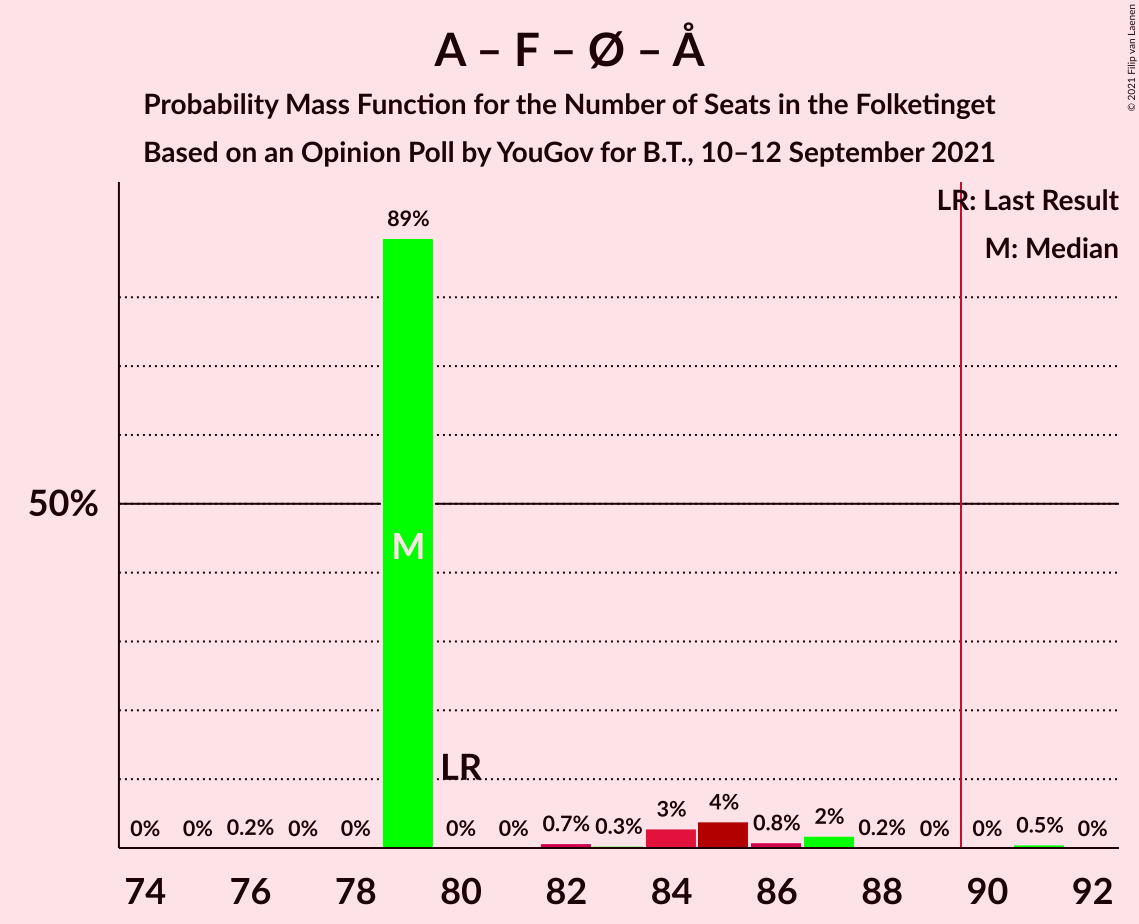 A – F – Ø – Å
Probability Mass Function for the Number of Seats in the Folketinget
Based on an Opinion Poll by YouGov for B.T., 10–12 September 2021
© 2021 Filip van Laenen
LR: Last Result
M: Median
89%
50%
M
LR
0% 0% 0.2% 0% 0% 0% 0% 0.7% 0.3% 3% 4% 0.8% 2% 0.2% 0% 0% 0.5% 0%
74 76 78 80 82 84 86 88 90 92